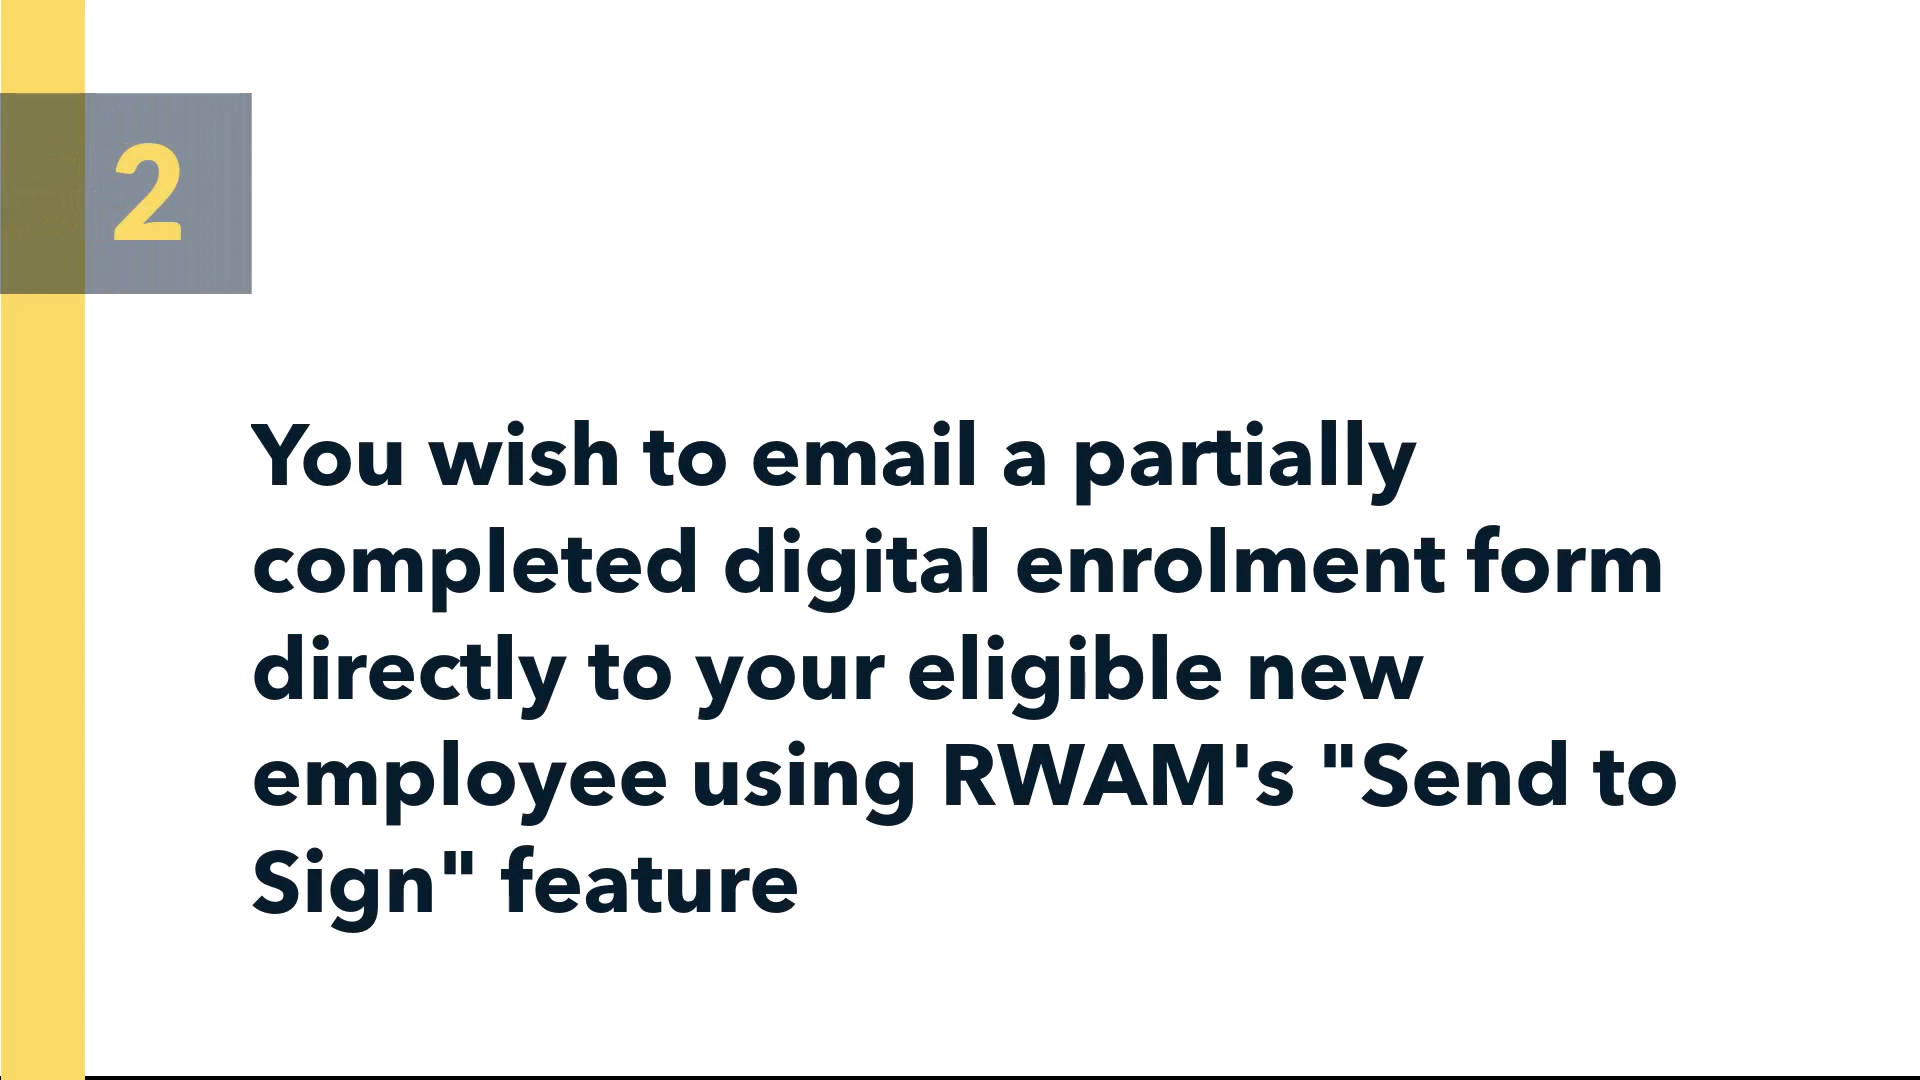 2
You wish to email a partially
completed digital enrolment form
directly to your eligible new
employee using RWAM's "Send to
Sign" feature